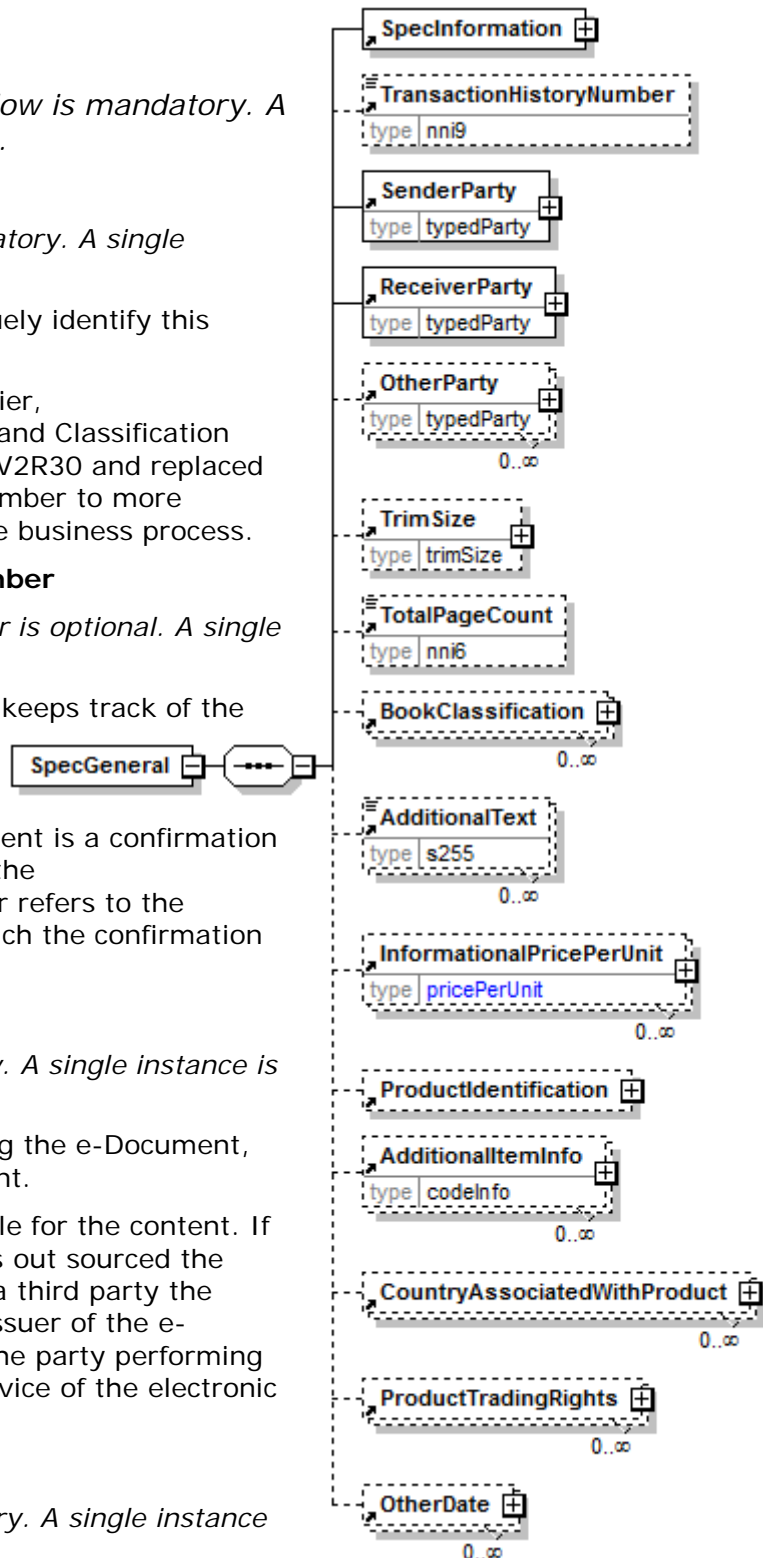 low is mandatory. A
.
atory. A single
uely identify this
ier,
and Classification
V2R30 and replaced
mber to more
e business process.
nber
r is optional. A single
keeps track of the
ent is a confirmation
the
r refers to the
ch the confirmation
y. A single instance is
g the e-Document,
nt.
le for the content. If
s out sourced the
a third party the
ssuer of the e-
ne party performing
vice of the electronic
ry. A single instance
SpecGeneral
SpecInformation
TransactionHistoryNumber
type nni9
SenderParty
type typedParty
ReceiverParty
type typedParty
OtherParty
type typedParty
0..∞
TrimSize
type trimSize
TotalPageCount
type nni6
BookClassification
0..∞
AdditionalText
type s255
0..∞
InformationalPricePerUnit
type pricePerUnit
0..∞
ProductIdentification
AdditionalItemInfo
type codeInfo
0..∞
CountryAssociatedWithProduct
0..∞
ProductTradingRights
0..∞
OtherDate
0..∞